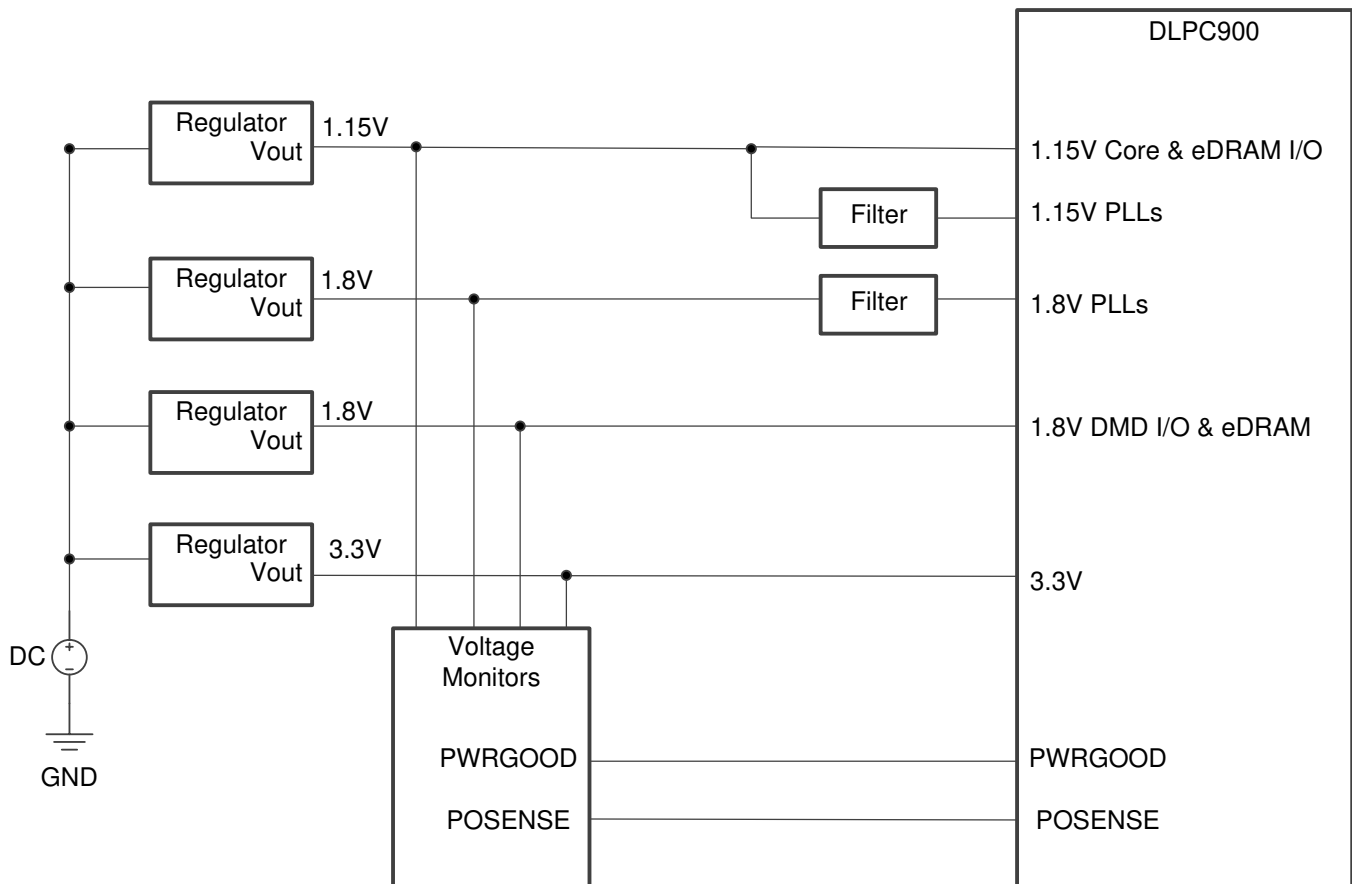 DLPC900
Regulator
Vout
1.15V
1.15V Core & eDRAM I/O
Filter
1.15V PLLs
Regulator
Vout
1.8V
Filter
1.8V PLLs
Regulator
Vout
1.8V
1.8V DMD I/O & eDRAM
Regulator
Vout
3.3V
3.3V
DC
+
−
GND
Voltage
Monitors
PWRGOOD
PWRGOOD
POSENSE
POSENSE